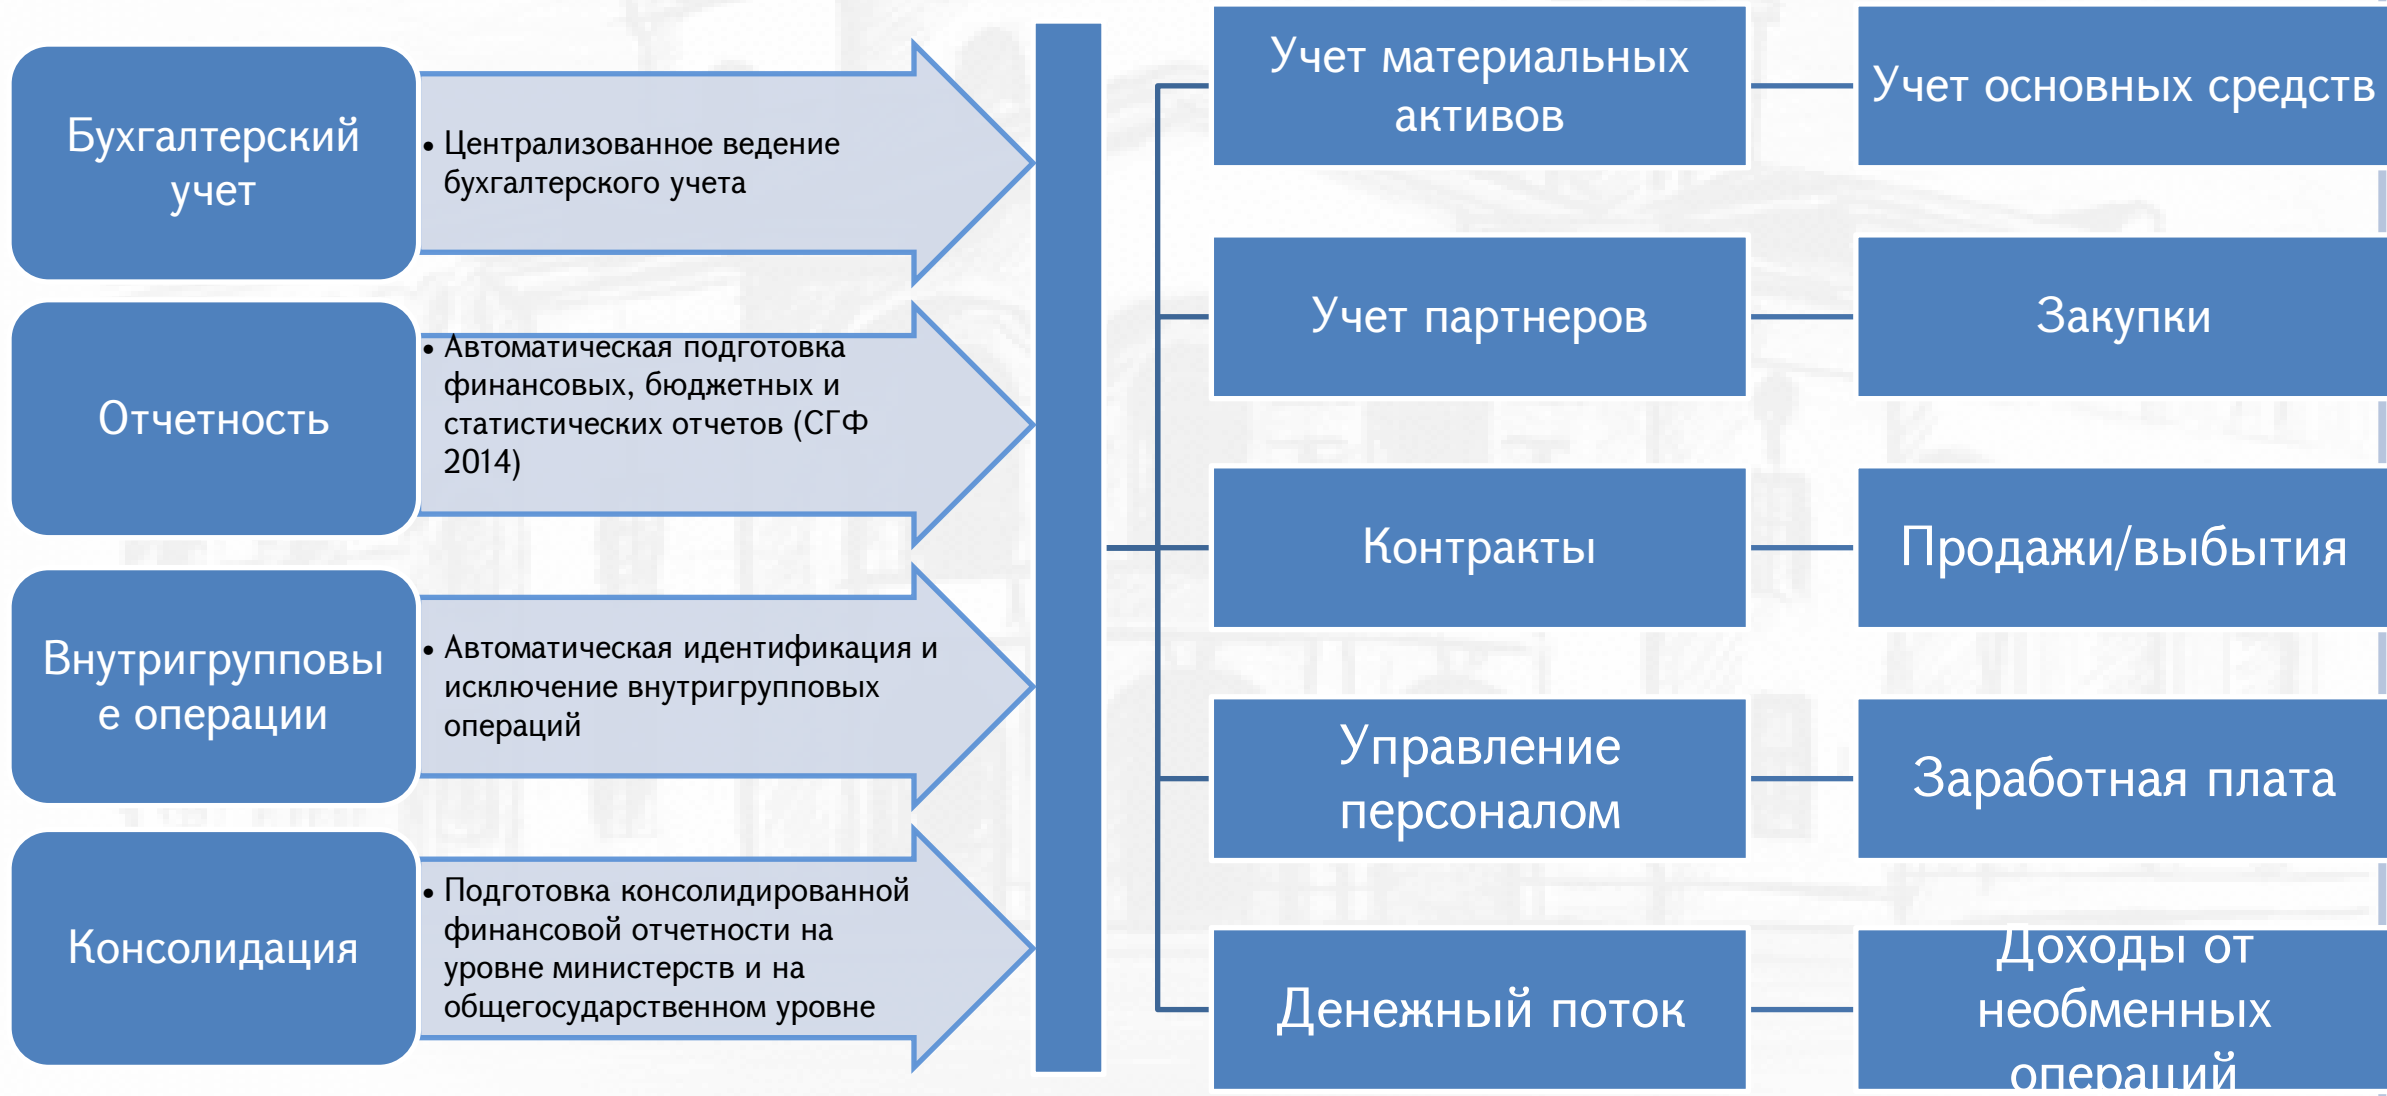 Бухгалтерский
учет
• Централизованное ведение
бухгалтерского учета
Отчетность
• Автоматическая подготовка
финансовых, бюджетных и
статистических отчетов (СГФ
2014)
Внутригрупповы
е операции
• Автоматическая идентификация и
исключение внутригрупповых
операций
Консолидация
• Подготовка консолидированной
финансовой отчетности на
уровне министерств и на
общегосударственном уровне
Учет материальных
активов
Учет основных средств
Учет партнеров
Закупки
Контракты
Продажи/выбытия
Управление
персоналом
Заработная плата
Денежный поток
Доходы от
необменных
операций